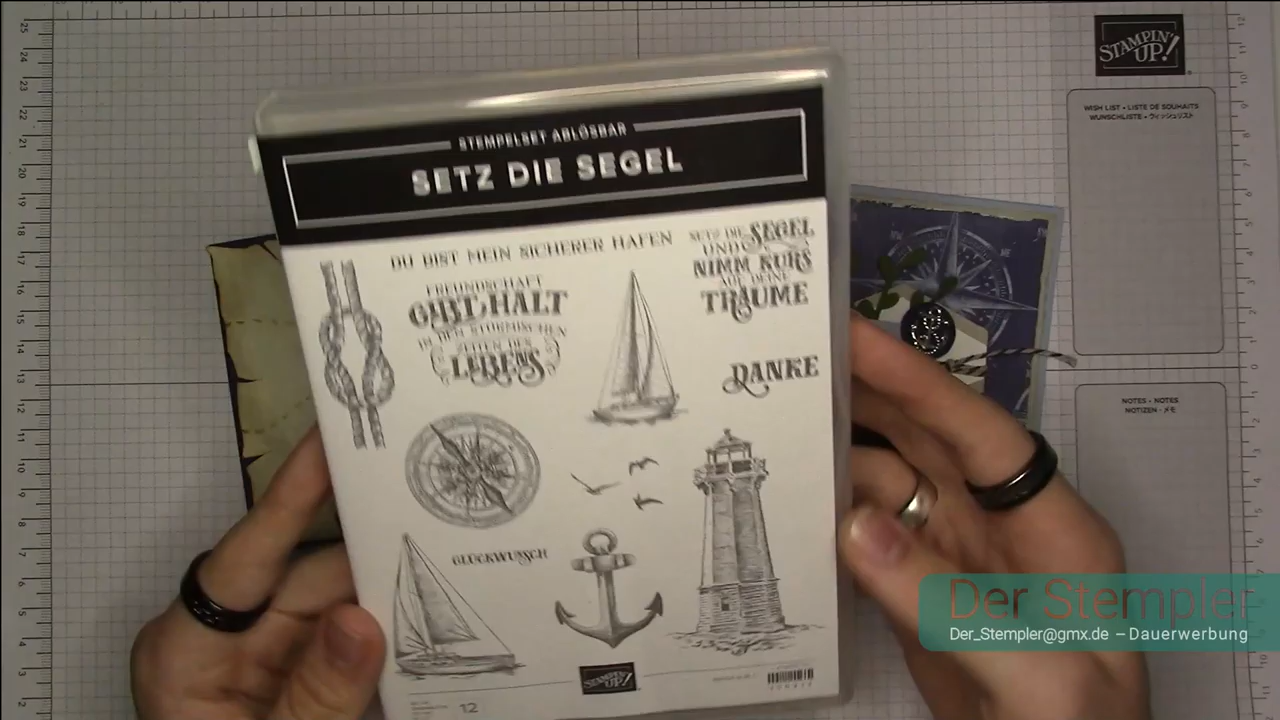 STAMPIN' UP!
WISH LIST • LISTE DE SOUHAITS
WUNSCHLISTE • ウィッシュリスト
STEMPELSET ABLÖSBAR
SETZ DIE SEGEL
DU BIST MEIN SICHERER HAFEN
SETZ DIE SEGEL
UND
NIMM KURS
AUF DEINE
TRÄUME
FREUNDSCHAFT
GIBT HALT
IN DEN STÜRMISCHEN
ZEITEN DES
LEBENS
DANKE
GLÜCKWUNSCH
STAMPIN' UP!
12
NOTES • NOTES
NOTIZEN • メモ
Der Stempler
Der_Stempler@gmx.de – Dauerwerbung